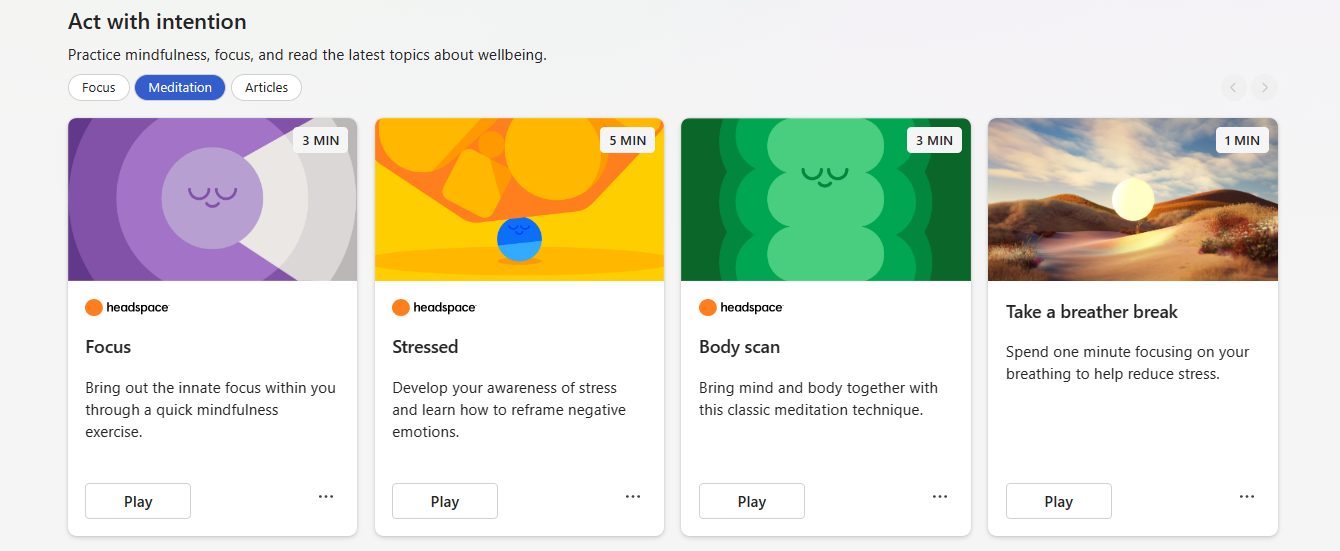 Act with intention
Practice mindfulness, focus, and read the latest topics about wellbeing.
Focus
Meditation
Articles
3 MIN
5 MIN
3 MIN
1 MIN
headspace
Focus
Bring out the innate focus within you
through a quick mindfulness
exercise.
Play
headspace
Stressed
Develop your awareness of stress
and learn how to reframe negative
emotions.
Play
headspace
Body scan
Bring mind and body together with
this classic meditation technique.
Play
Take a breather break
Spend one minute focusing on your
breathing to help reduce stress.
Play